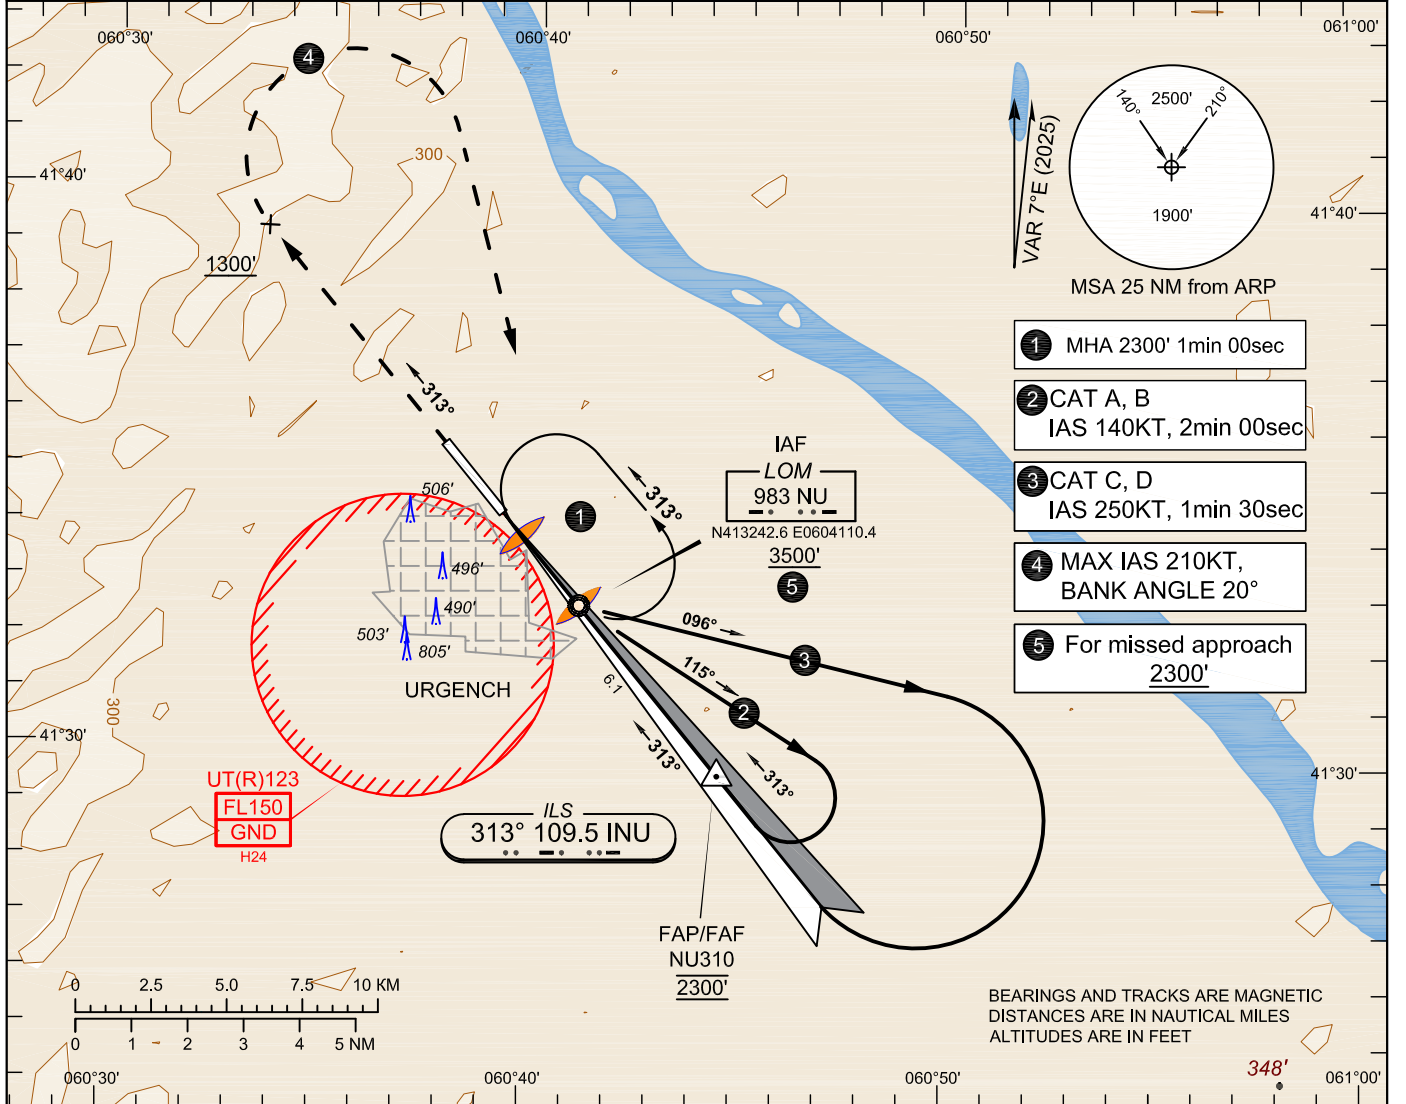 060°30'
060°40'
060°50'
061°00'
4
140°
2500'
210°
VAR 7°E (2025)
1900'
MSA 25 NM from ARP
300
41°40'
41°40'
1300'
1 MHA 2300' 1min 00sec
2 CAT A, B
IAS 140KT, 2min 00sec
3 CAT C, D
IAS 250KT, 1min 30sec
4 MAX IAS 210KT,
BANK ANGLE 20°
5 For missed approach
2300'
313°
IAF
LOM
983 NU
N413242.6 E0604110.4
3500'
5
313°
1
506'
496'
490'
503'
805'
URGENCH
096°
3
115°
2
6.1
313°
313°
300
41°30'
41°30'
UT(R)123
FL150
GND
H24
ILS
313° 109.5 INU
FAP/FAF
NU310
2300'
0 2.5 5.0 7.5 10 KM
0 1 2 3 4 5 NM
BEARINGS AND TRACKS ARE MAGNETIC
DISTANCES ARE IN NAUTICAL MILES
ALTITUDES ARE IN FEET
348'
060°30'
060°40'
060°50'
061°00'